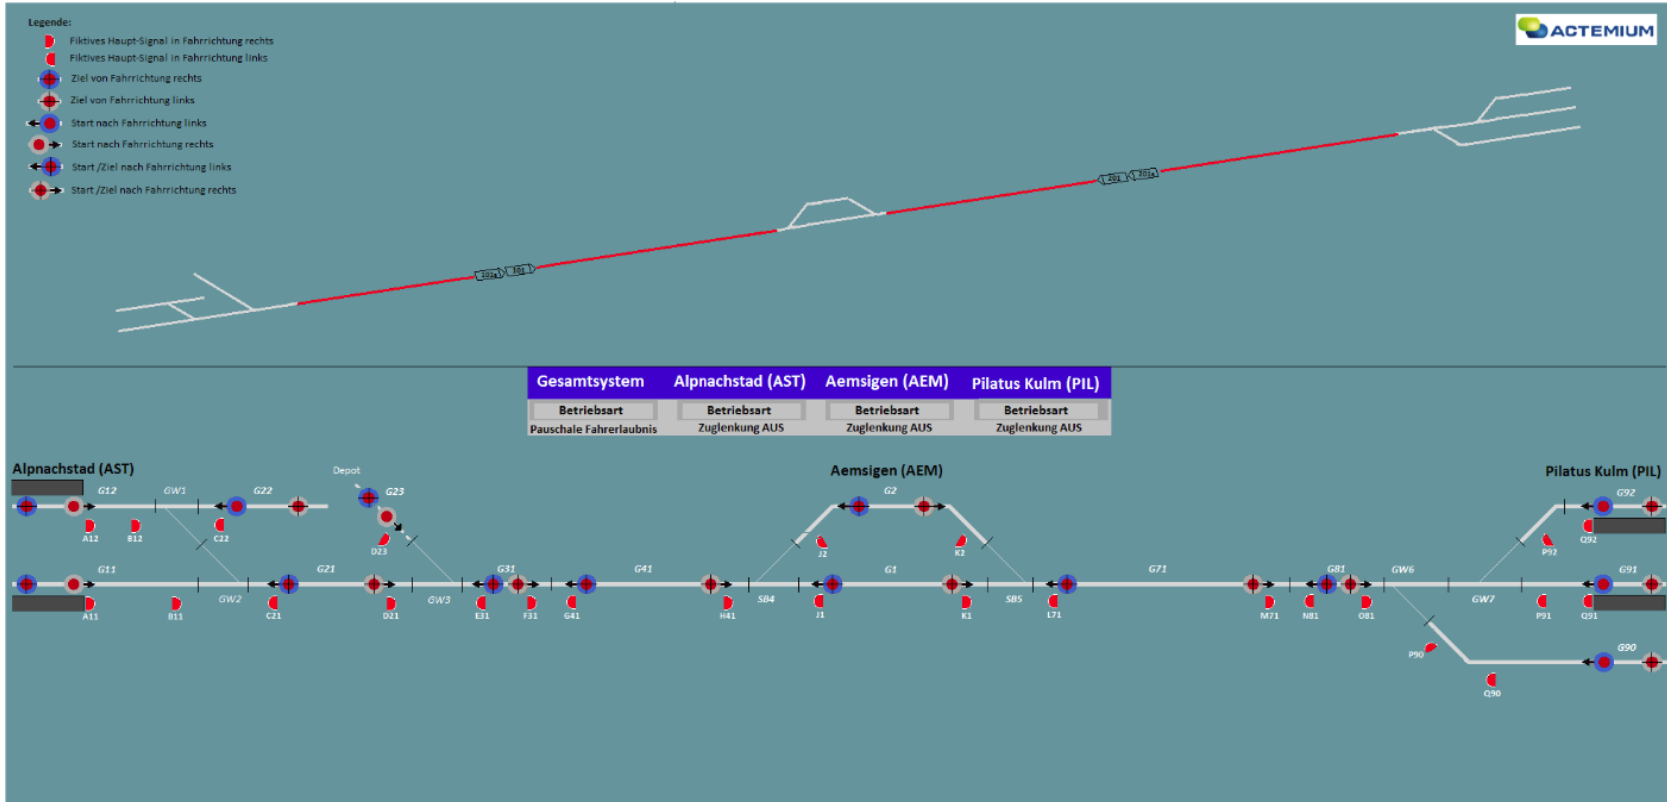 Legende:
Fiktives Haupt-Signal in Fahrrichtung rechts
Fiktives Haupt-Signal in Fahrrichtung links
Ziel von Fahrrichtung rechts
Ziel von Fahrrichtung links
Start nach Fahrrichtung links
Start nach Fahrrichtung rechts
Start /Ziel nach Fahrrichtung links
Start /Ziel nach Fahrrichtung rechts
ACTEMIUM
Gesamtsystem Alpnachstad (AST) Aemsigen (AEM) Pilatus Kulm (PIL)
Betriebsart Betriebsart Betriebsart Betriebsart
Pauschale Fahrerlaubnis Zuglenkung AUS Zuglenkung AUS Zuglenkung AUS
Alpnachstad (AST) Depot Aemsigen (AEM) Pilatus Kulm (PIL)
G12 GW1 G22 G23 G2 G92
A12 B12 C22 D23 J2 K2 P92 Q92
G11 G21 G31 G41 G1 G71 G81 GW6 G91
GW2 GW3 SB4 SB5 GW7
A11 B11 C21 D21 E31 F31 G41 H41 J1 K1 L71 M71 N81 O81 P91 Q91
P90 G90
Q90